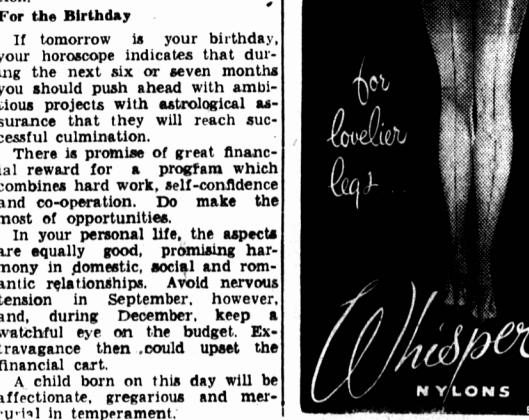 For the Birthday
If tomorrow is your birthday,
your horoscope indicates that dur-
ing the next six or seven months
you should push ahead with ambi-
tious projects with astrological as-
surance that they will reach suc-
cessful culmination.
There is promise of great financ-
ial reward for a progfam which
combines hard work, self-confidence
and co-operation. Do make the
most of opportunities.
In your personal life, the aspects
are equally good, promising har-
mony in domestic, social and rom-
antic relationships. Avoid nervous
tension in September, however,
and, during December, keep a
watchful eye on the budget. Ex-
travagance then could upset the
financial cart.
A child born on this day will be
affectionate, gregarious and mer-
curial in temperament.
for
lovelier
legs...
Whisper
NYLONS